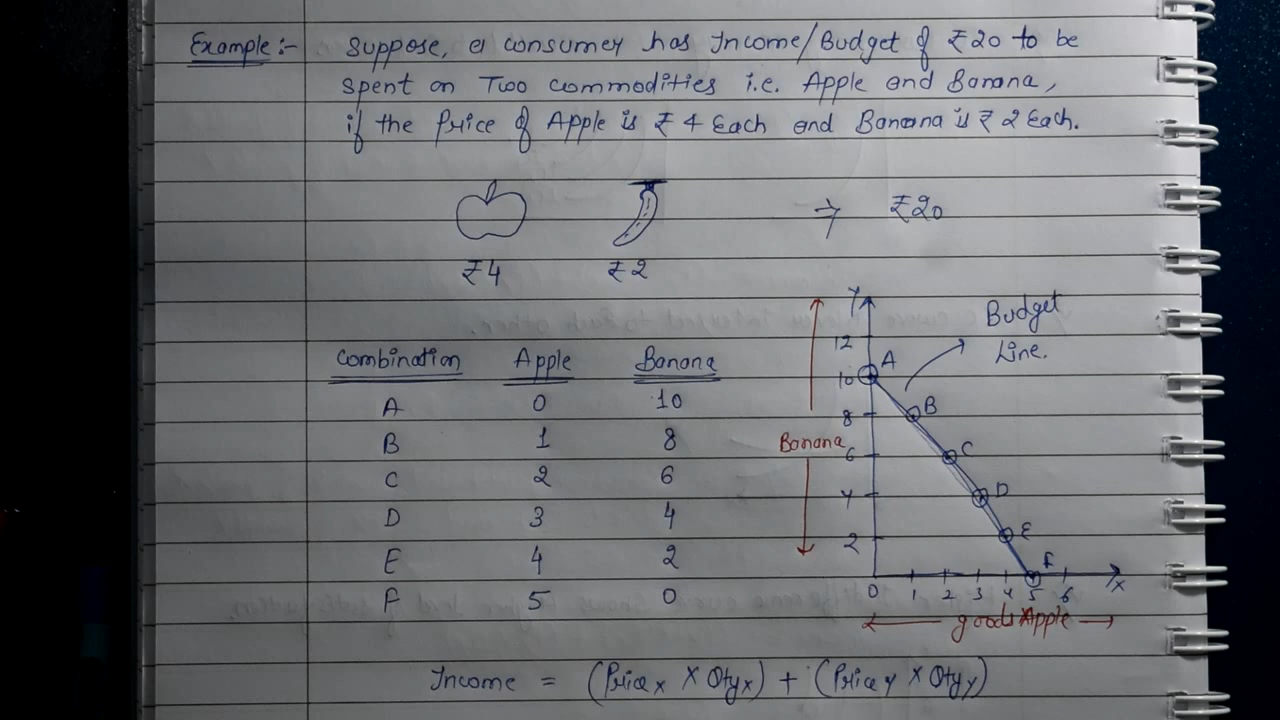 Example :- Suppose, a consumer has Income/Budget of ₹20 to be
spent on Two commodities i.e. Apple and Banana,
if the Price of Apple is ₹4 Each and Banana is ₹2 Each.
₹4 ₹2 ⇒ ₹20
Combination Apple Banana
A 0 10
B 1 8
C 2 6
D 3 4
E 4 2
F 5 0
Y
Budget
Line.
12
10 A
8 B
Banana
6 C
4 D
2 E
F
0 1 2 3 4 5 6 X
goods Apple
Income = (Price x × Qty x) + (Price y × Qty y)